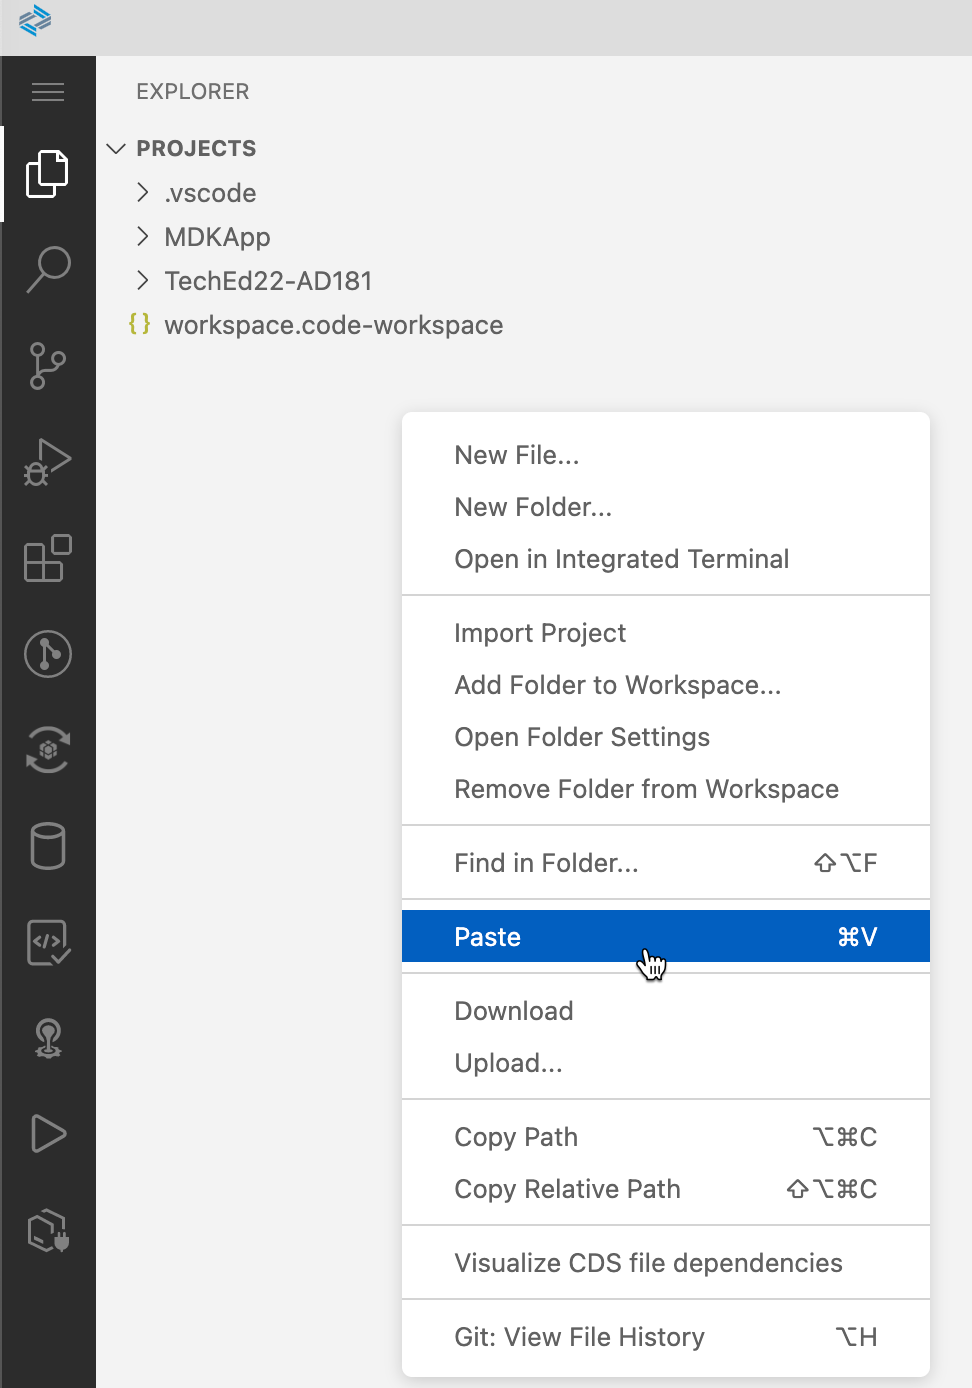 EXPLORER
PROJECTS
.vscode
MDKApp
TechEd22-AD181
{} workspace.code-workspace
New File...
New Folder...
Open in Integrated Terminal
Import Project
Add Folder to Workspace...
Open Folder Settings
Remove Folder from Workspace
Find in Folder... ⇧⌥F
Paste ⌘V
Download
Upload...
Copy Path ⌥⌘C
Copy Relative Path ⇧⌥⌘C
Visualize CDS file dependencies
Git: View File History ⌥H